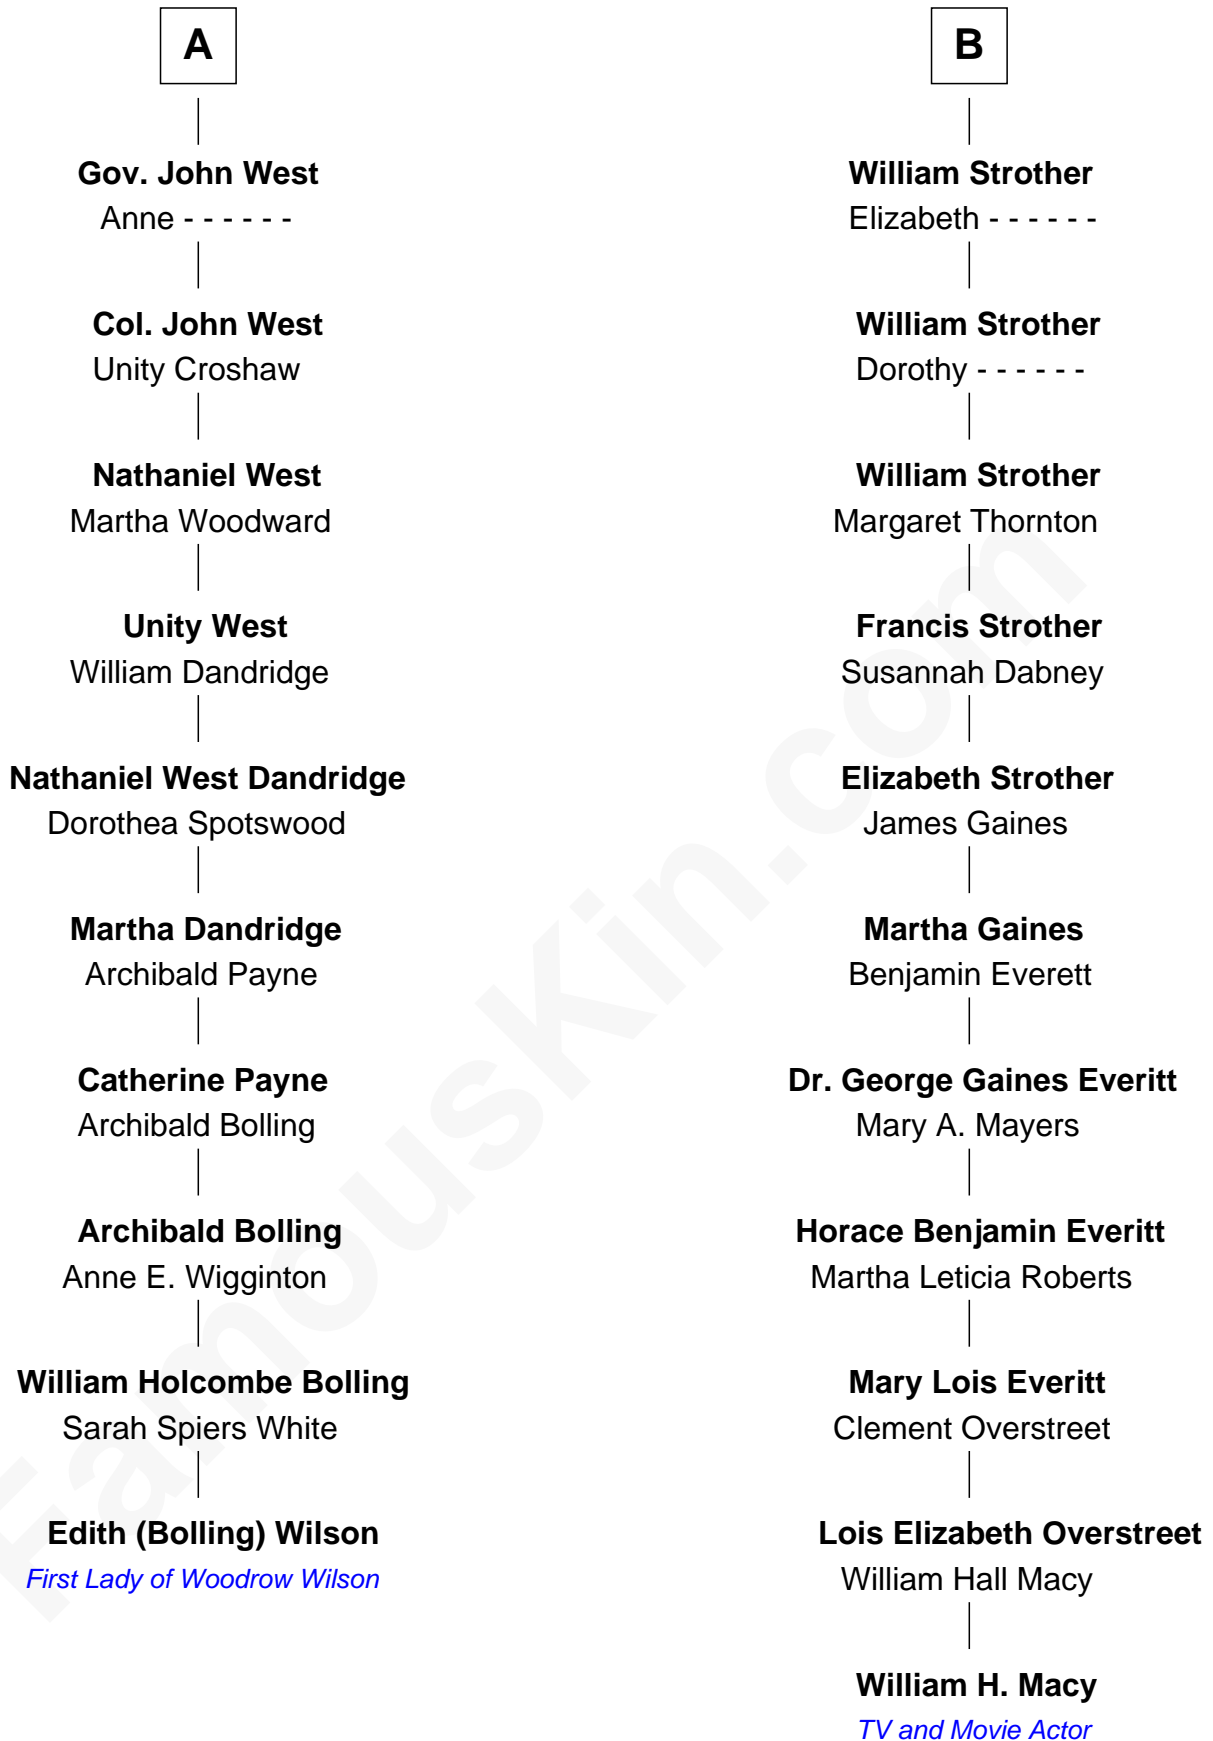 A
Gov. John West
Anne - - - - - -
Col. John West
Unity Croshaw
Nathaniel West
Martha Woodward
Unity West
William Dandridge
Nathaniel West Dandridge
Dorothea Spotswood
Martha Dandridge
Archibald Payne
Catherine Payne
Archibald Bolling
Archibald Bolling
Anne E. Wigginton
William Holcombe Bolling
Sarah Spiers White
Edith (Bolling) Wilson
First Lady of Woodrow Wilson
B
William Strother
Elizabeth - - - - - -
William Strother
Dorothy - - - - - -
William Strother
Margaret Thornton
Francis Strother
Susannah Dabney
Elizabeth Strother
James Gaines
Martha Gaines
Benjamin Everett
Dr. George Gaines Everitt
Mary A. Mayers
Horace Benjamin Everitt
Martha Leticia Roberts
Mary Lois Everitt
Clement Overstreet
Lois Elizabeth Overstreet
William Hall Macy
William H. Macy
TV and Movie Actor
FamousKin.com